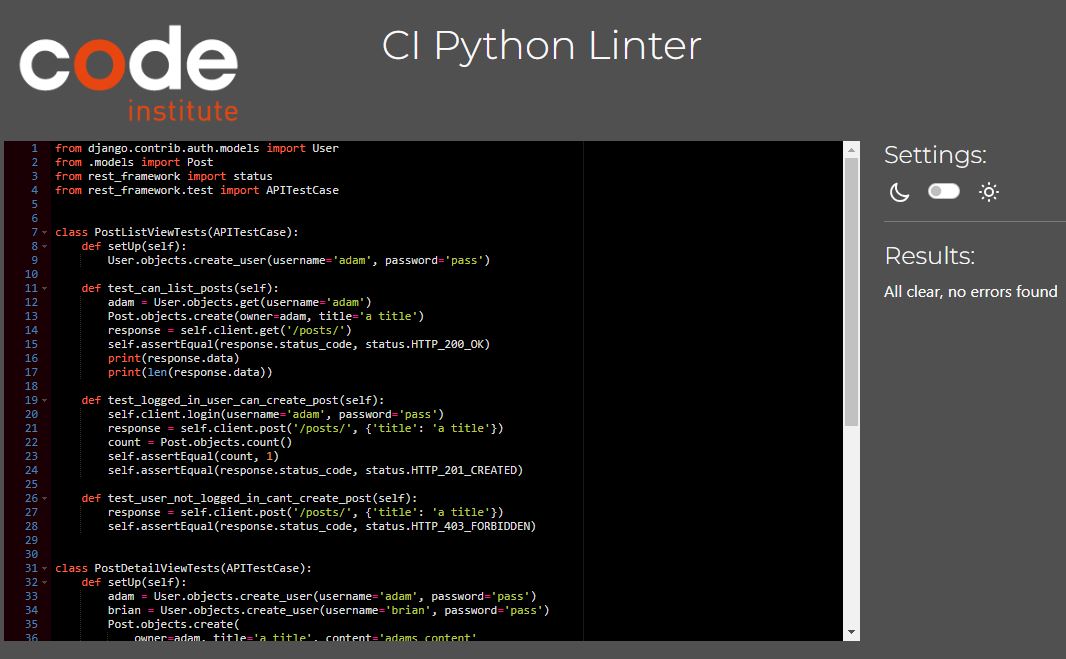 code
institute
CI Python Linter
1 from django.contrib.auth.models import User
2 from .models import Post
3 from rest_framework import status
4 from rest_framework.test import APITestCase
5
6
7 class PostListViewTests(APITestCase):
8     def setUp(self):
9         User.objects.create_user(username='adam', password='pass')
10
11     def test_can_list_posts(self):
12         adam = User.objects.get(username='adam')
13         Post.objects.create(owner=adam, title='a title')
14         response = self.client.get('/posts/')
15         self.assertEqual(response.status_code, status.HTTP_200_OK)
16         print(response.data)
17         print(len(response.data))
18
19     def test_logged_in_user_can_create_post(self):
20         self.client.login(username='adam', password='pass')
21         response = self.client.post('/posts/', {'title': 'a title'})
22         count = Post.objects.count()
23         self.assertEqual(count, 1)
24         self.assertEqual(response.status_code, status.HTTP_201_CREATED)
25
26     def test_user_not_logged_in_cant_create_post(self):
27         response = self.client.post('/posts/', {'title': 'a title'})
28         self.assertEqual(response.status_code, status.HTTP_403_FORBIDDEN)
29
30
31 class PostDetailViewTests(APITestCase):
32     def setUp(self):
33         adam = User.objects.create_user(username='adam', password='pass')
34         brian = User.objects.create_user(username='brian', password='pass')
35         Post.objects.create(
36             owner=adam, title='a title', content='adams content'
Settings:
Results:
All clear, no errors found